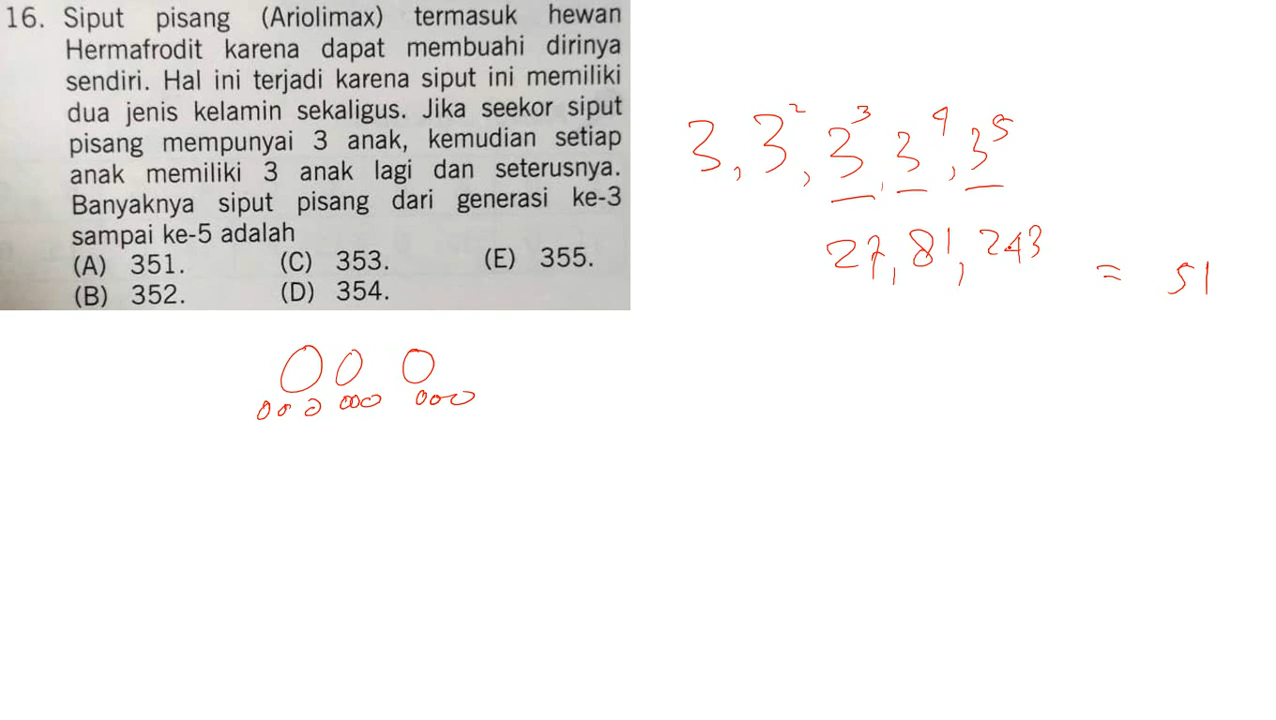 16. Siput pisang (Ariolimax) termasuk hewan
Hermafrodit karena dapat membuahi dirinya
sendiri. Hal ini terjadi karena siput ini memiliki
dua jenis kelamin sekaligus. Jika seekor siput
pisang mempunyai 3 anak, kemudian setiap
anak memiliki 3 anak lagi dan seterusnya.
Banyaknya siput pisang dari generasi ke-3
sampai ke-5 adalah
(A) 351. (C) 353. (E) 355.
(B) 352. (D) 354.
3, 3², 3³, 3⁴, 3⁵
27, 81, 243 = 51